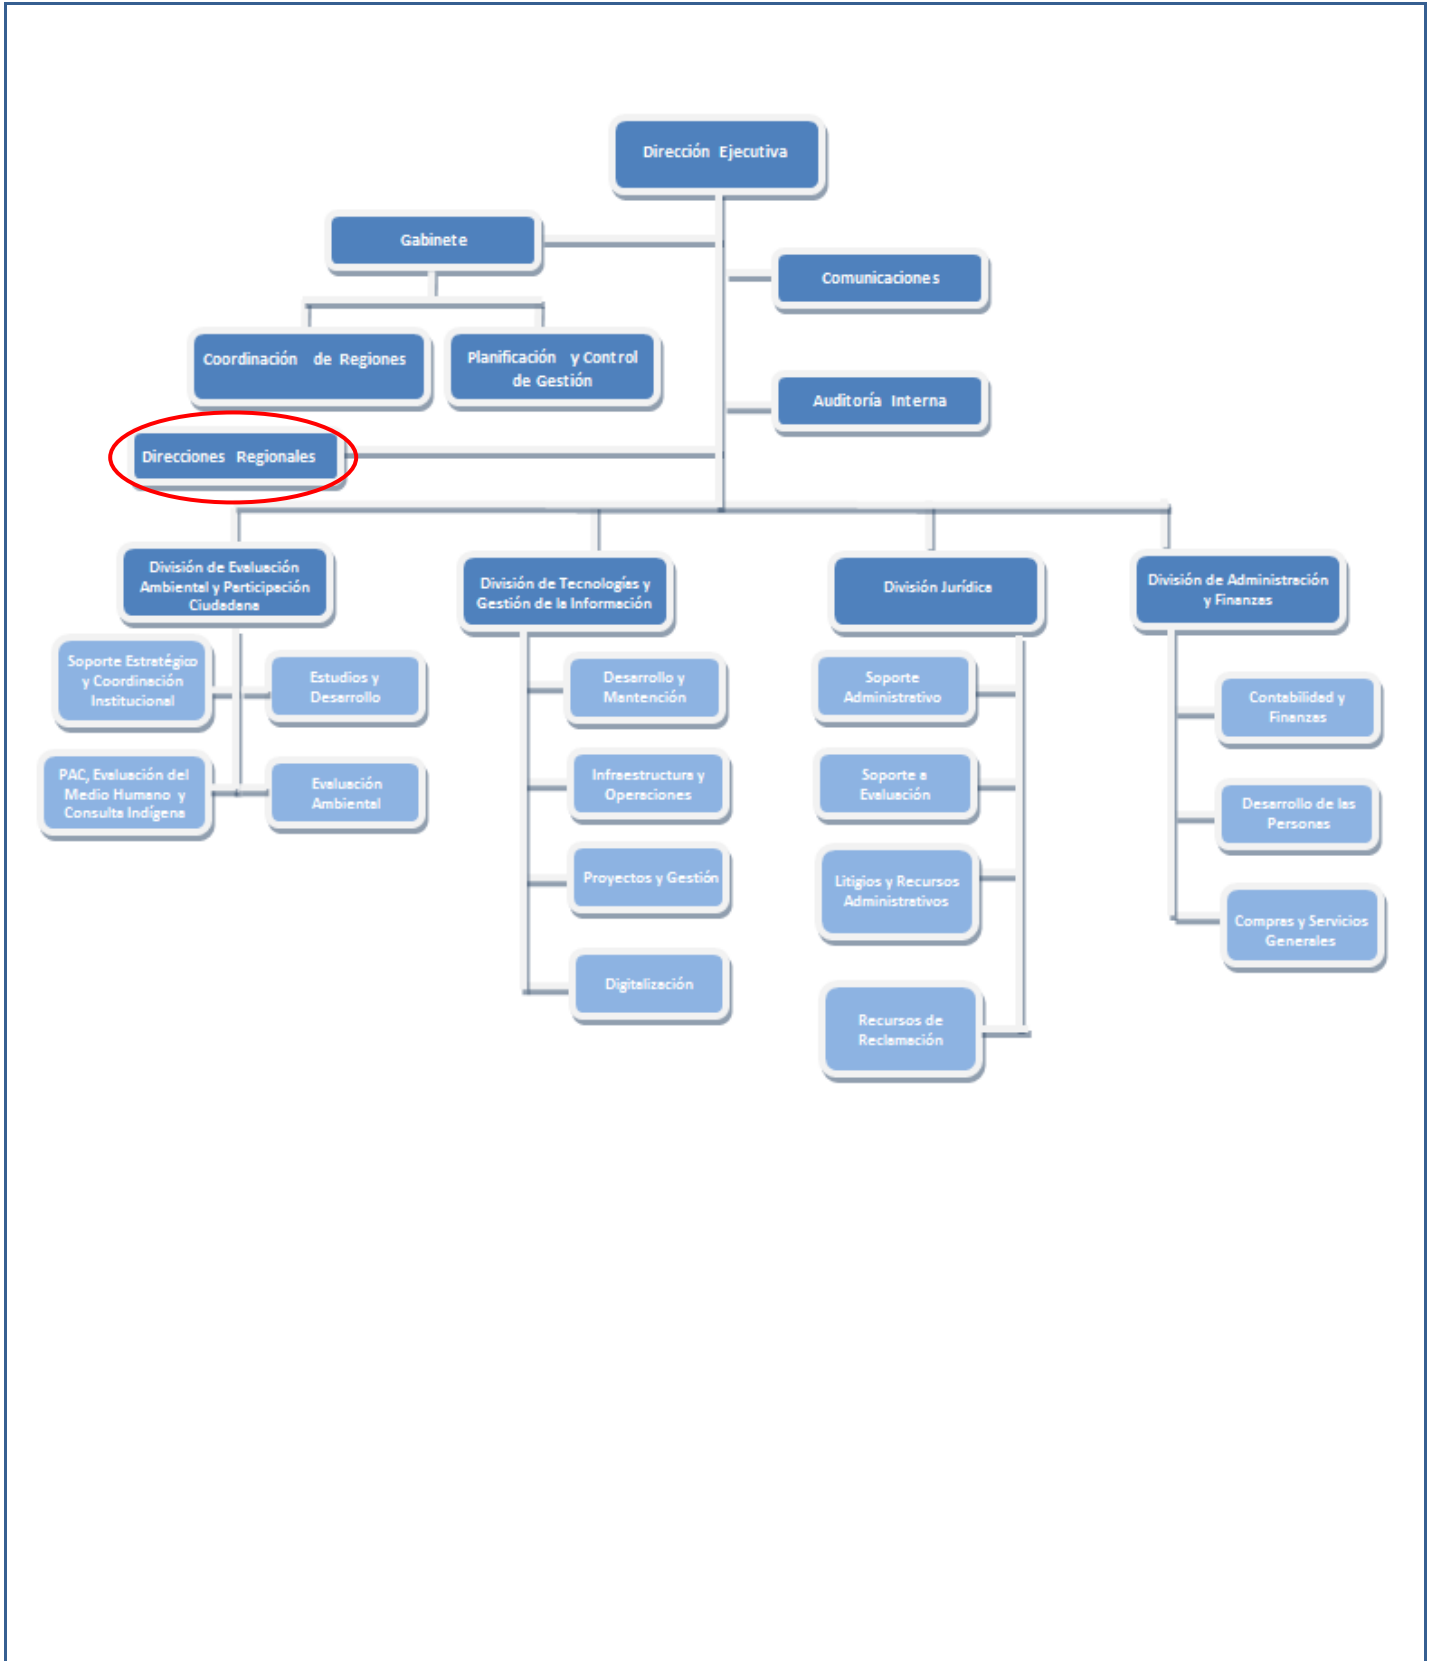 Dirección Ejecutiva
Gabinete
Comunicaciones
Coordinación de Regiones
Planificación y Control
de Gestión
Auditoría Interna
Direcciones Regionales
División de Evaluación
Ambiental y Participación
Ciudadana
División de Tecnologías y
Gestión de la Información
División Jurídica
División de Administración
y Finanzas
Soporte Estratégico
y Coordinación
Institucional
Estudios y
Desarrollo
PAC, Evaluación del
Medio Humano y
Consulta Indígena
Evaluación
Ambiental
Desarrollo y
Mantención
Infraestructura y
Operaciones
Proyectos y Gestión
Digitalización
Soporte
Administrativo
Soporte a
Evaluación
Litigios y Recursos
Administrativos
Recursos de
Reclamación
Contabilidad y
Finanzas
Desarrollo de las
Personas
Compras y Servicios
Generales